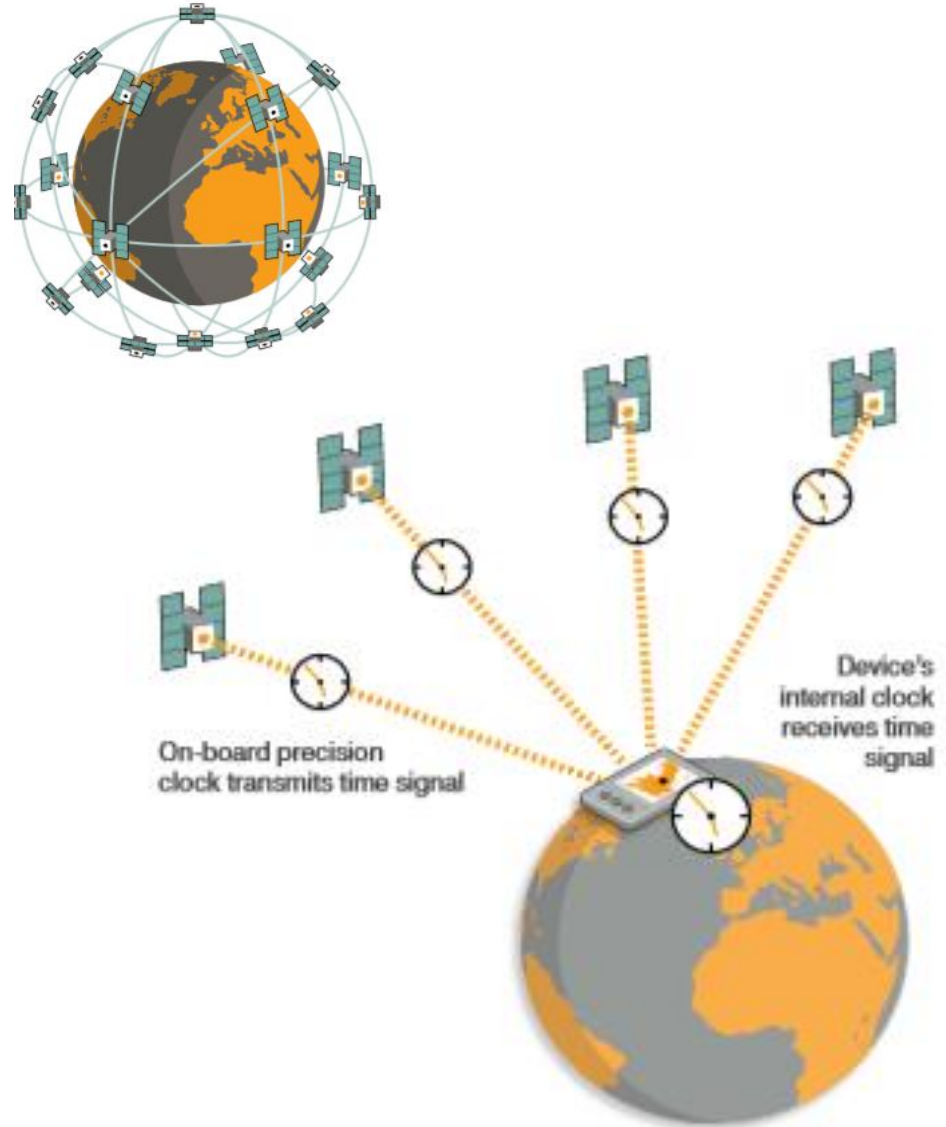 Device's
internal clock
receives time
signal
On-board precision
clock transmits time signal